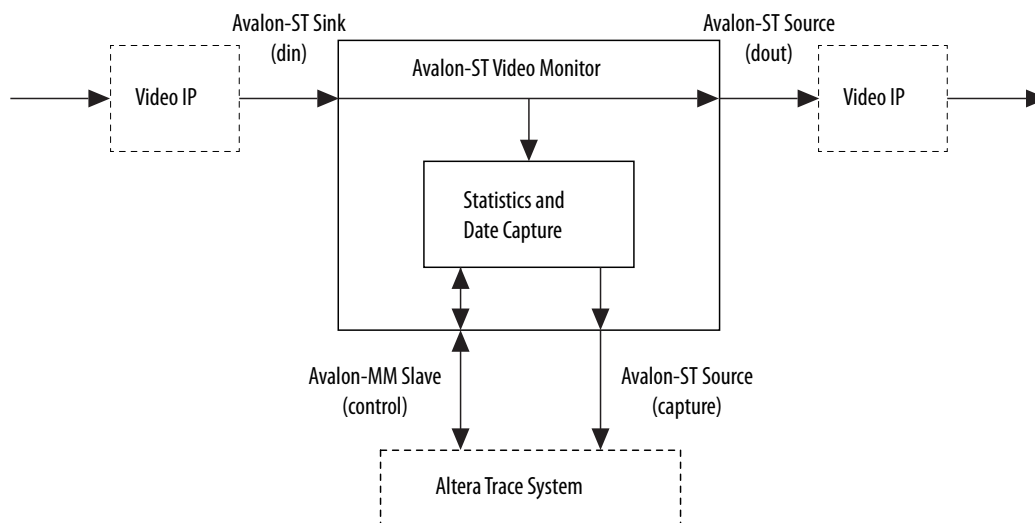 Avalon-ST Sink
(din)
Avalon-ST Source
(dout)
Video IP
Avalon-ST Video Monitor
Video IP
Statistics and
Date Capture
Avalon-MM Slave
(control)
Avalon-ST Source
(capture)
Altera Trace System